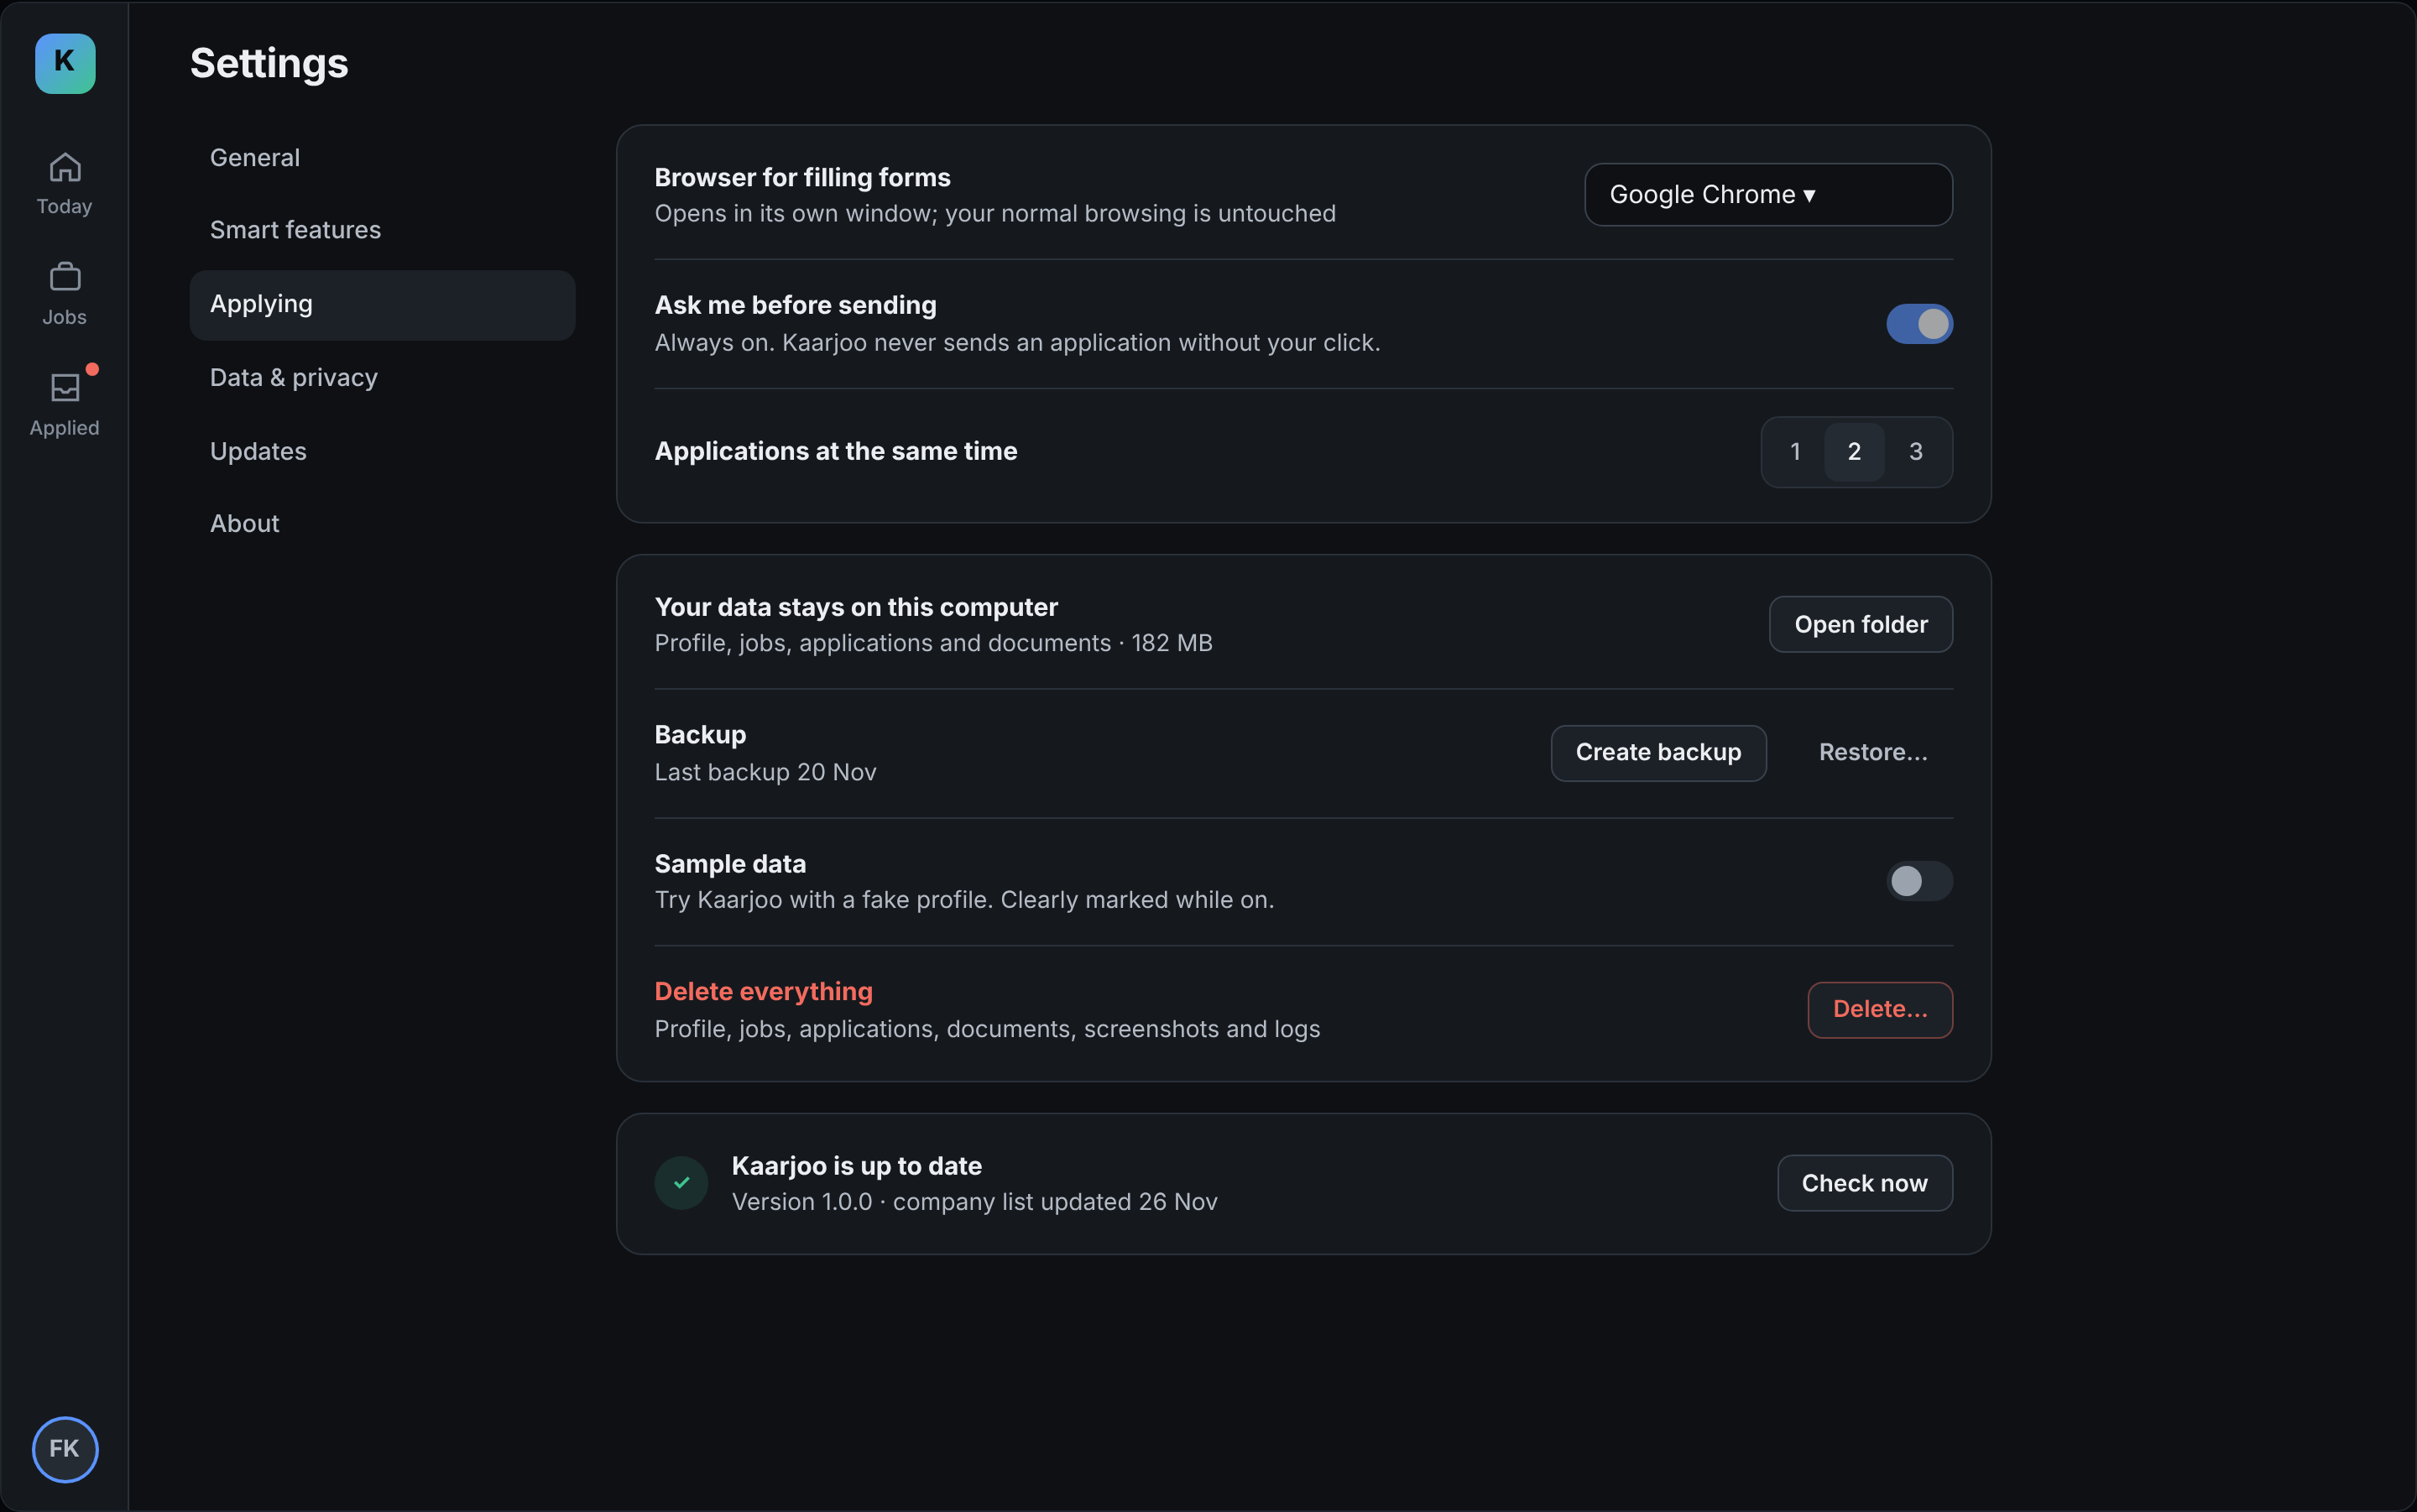 K
Today
Jobs
Applied
FK
Settings
General
Smart features
Applying
Data & privacy
Updates
About
Browser for filling forms
Opens in its own window; your normal browsing is untouched
Google Chrome ▾
Ask me before sending
Always on. Kaarjoo never sends an application without your click.
Applications at the same time
1 2 3
Your data stays on this computer
Profile, jobs, applications and documents · 182 MB
Open folder
Backup
Last backup 20 Nov
Create backup
Restore...
Sample data
Try Kaarjoo with a fake profile. Clearly marked while on.
Delete everything
Profile, jobs, applications, documents, screenshots and logs
Delete...
Kaarjoo is up to date
Version 1.0.0 · company list updated 26 Nov
Check now